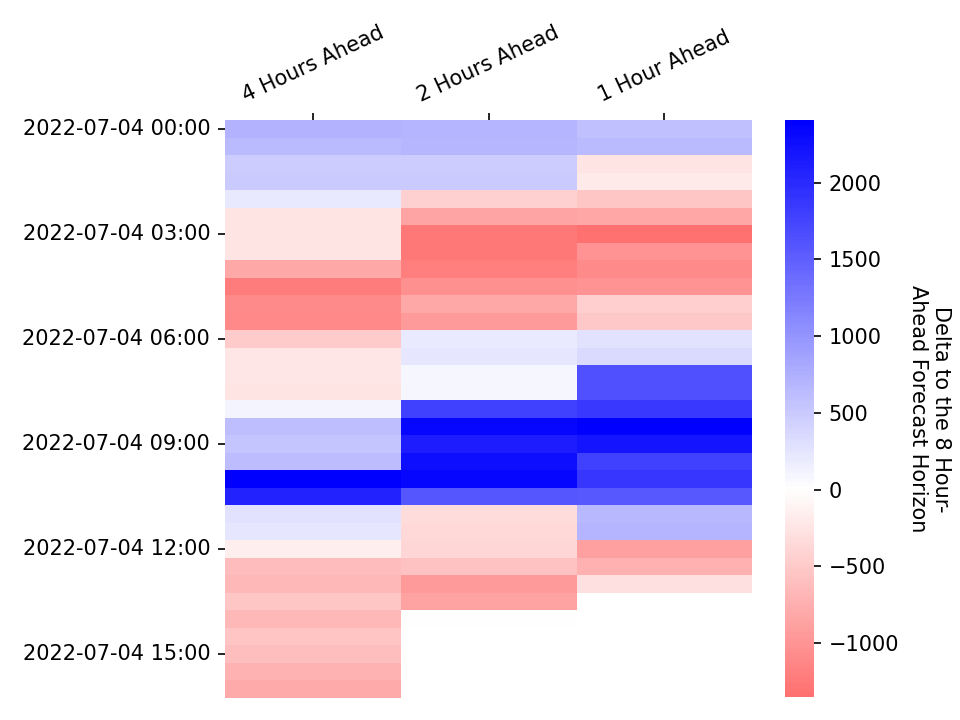 4 Hours Ahead
2 Hours Ahead
1 Hour Ahead
2022-07-04 00:00
2022-07-04 03:00
2022-07-04 06:00
2022-07-04 09:00
2022-07-04 12:00
2022-07-04 15:00
2000
1500
1000
500
0
−500
−1000
Delta to the 8 Hour-
Ahead Forecast Horizon